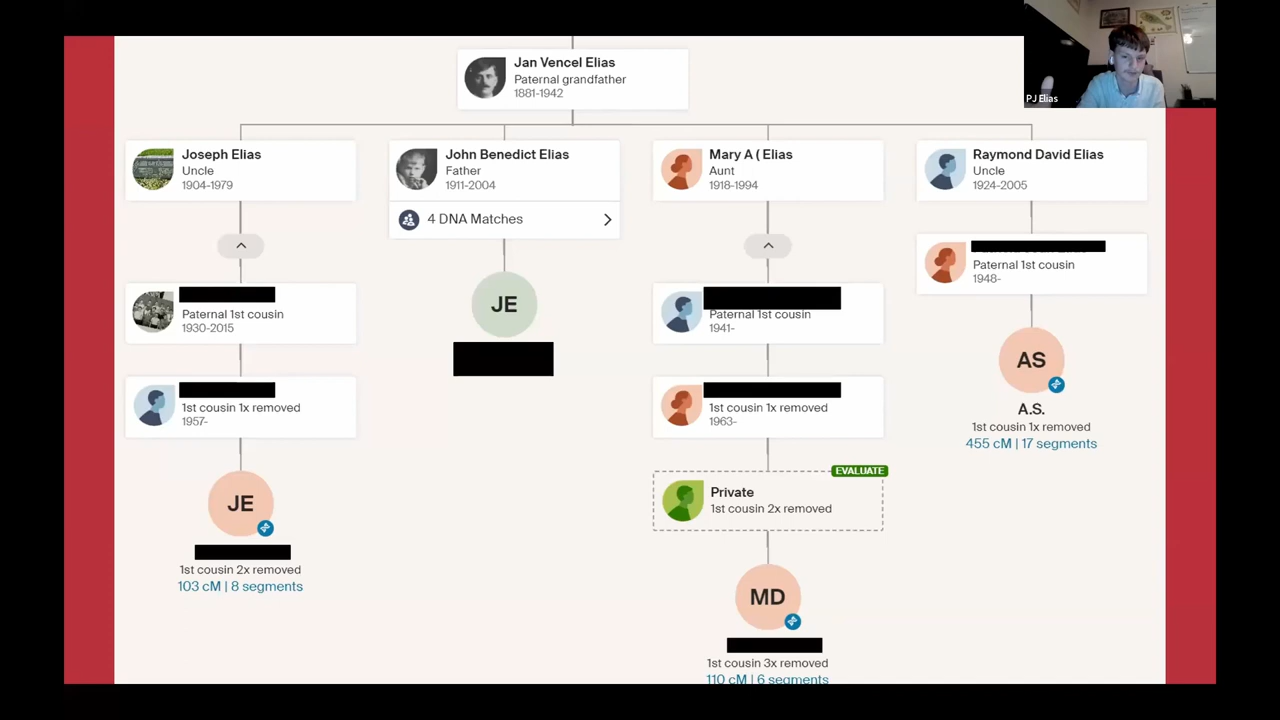 Jan Vencel Elias
Paternal grandfather
1881-1942
PJ Elias
Joseph Elias
Uncle
1904-1979
John Benedict Elias
Father
1911-2004
4 DNA Matches
Mary A ( Elias
Aunt
1918-1994
Raymond David Elias
Uncle
1924-2005
Paternal 1st cousin
1930-2015
JE
Paternal 1st cousin
1941-
Paternal 1st cousin
1948-
1st cousin 1x removed
1957-
1st cousin 1x removed
1963-
AS
A.S.
1st cousin 1x removed
455 cM | 17 segments
JE
1st cousin 2x removed
103 cM | 8 segments
EVALUATE
Private
1st cousin 2x removed
MD
1st cousin 3x removed
110 cM | 6 segments